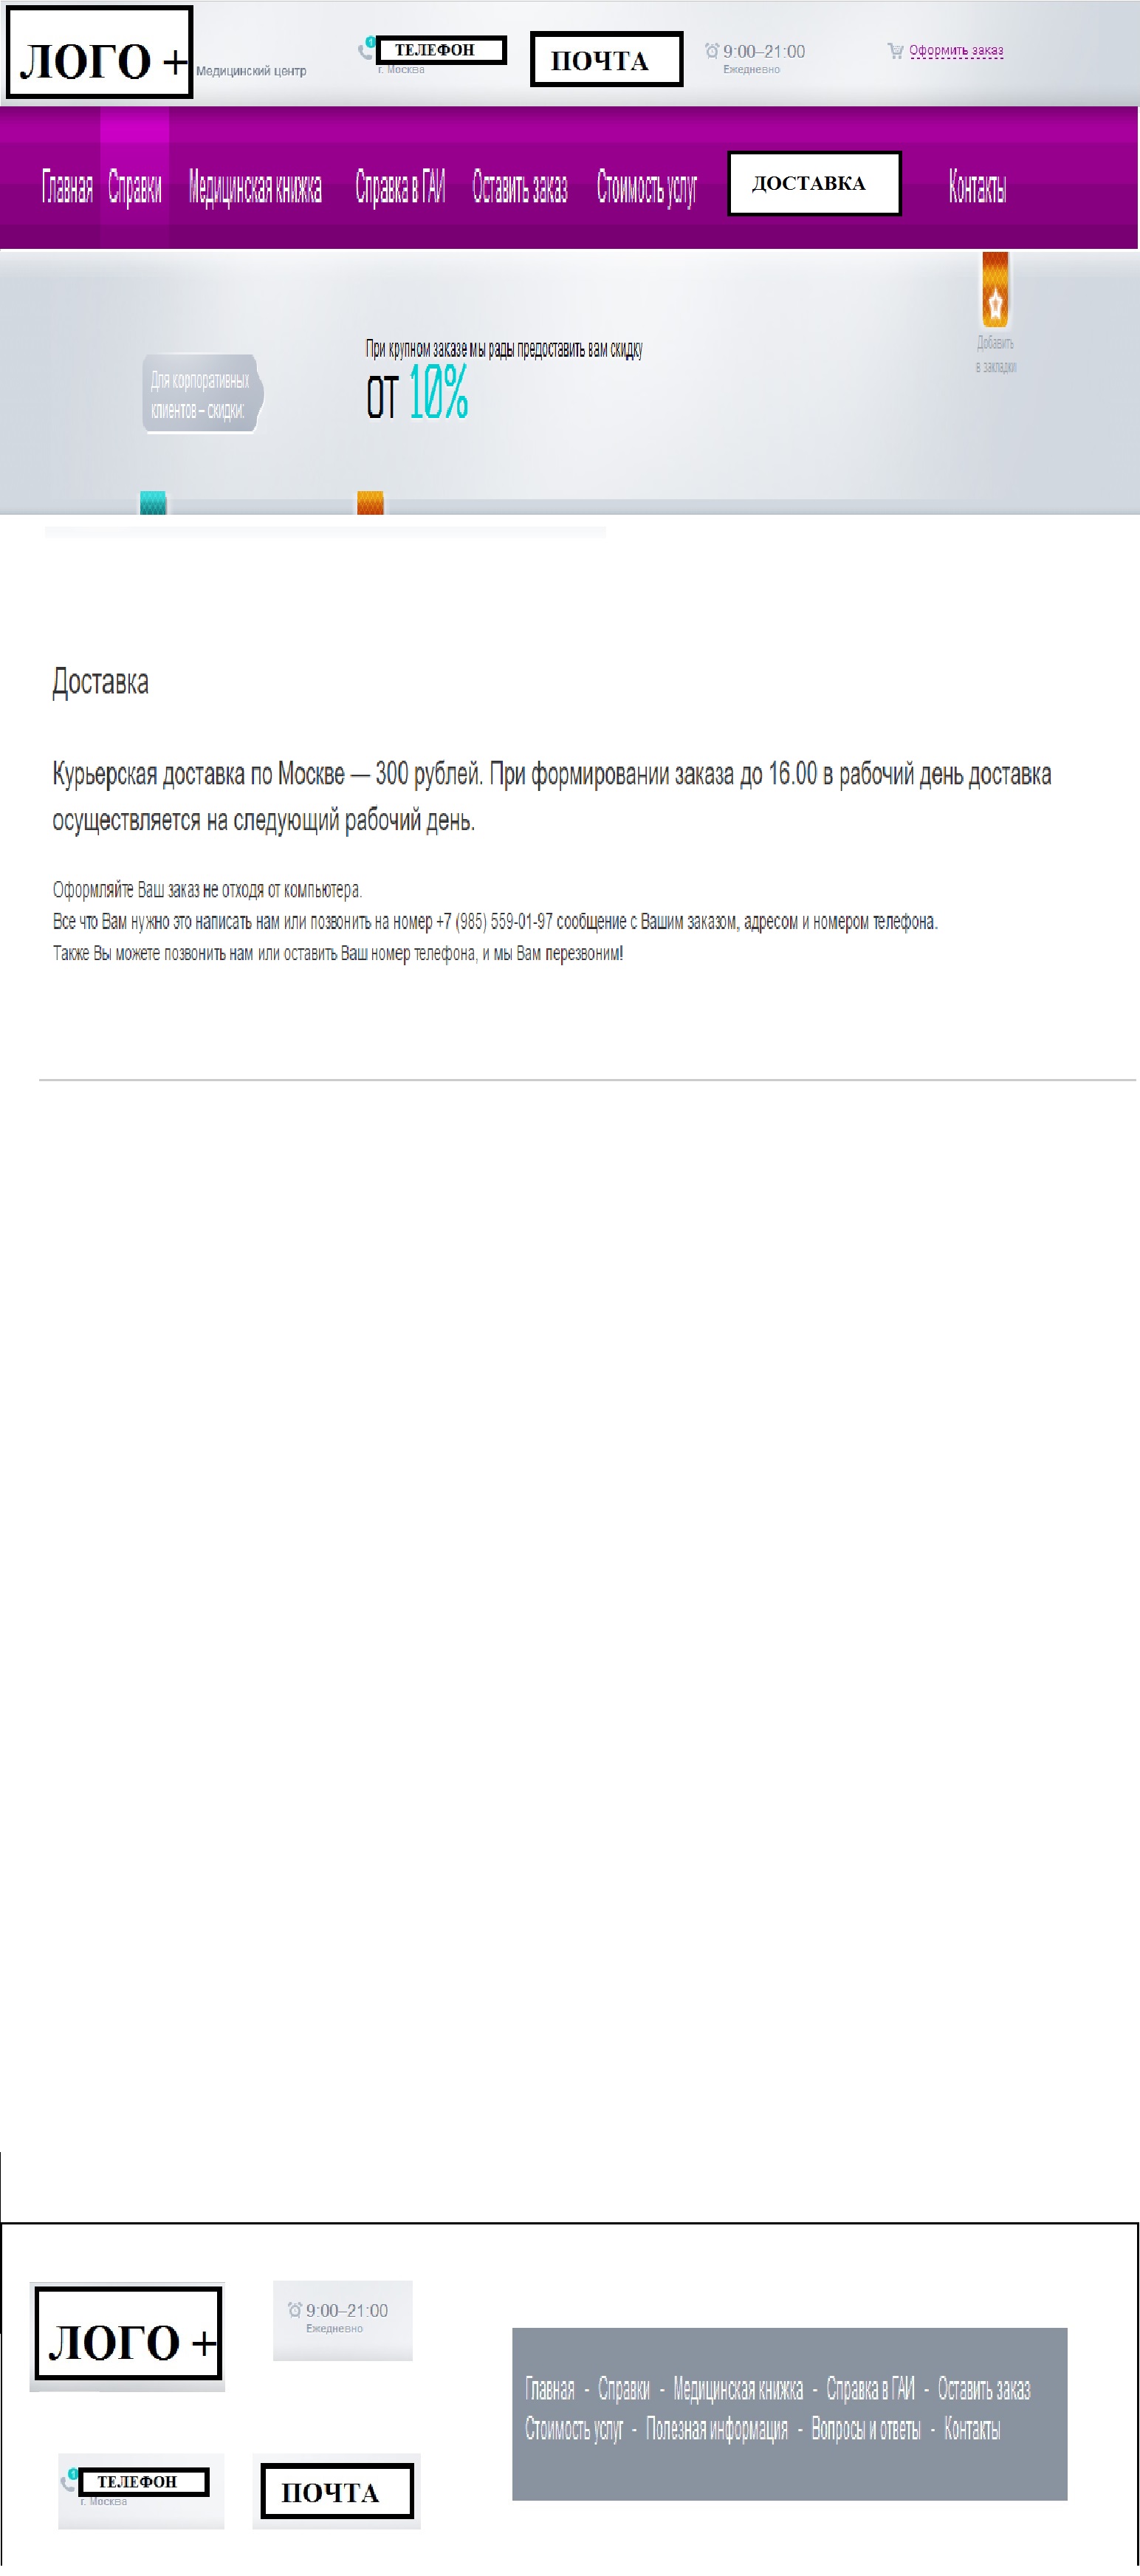 ЛОГО +
Медицинский центр
1
ТЕЛЕФОН
г. Москва
ПОЧТА
9:00–21:00
Ежедневно
Оформить заказ
Главная Справки Медицинская книжка Справка в ГАИ Оставить заказ Стоимость услуг ДОСТАВКА Контакты
Добавить
в закладки
Для корпоративных
клиентов – скидки:
При крупном заказе мы рады предоставить вам скидку
от 10%
Доставка
Курьерская доставка по Москве — 300 рублей. При формировании заказа до 16.00 в рабочий день доставка
осуществляется на следующий рабочий день.
Оформляйте Ваш заказ не отходя от компьютера.
Все что Вам нужно это написать нам или позвонить на номер +7 (985) 559-01-97 сообщение с Вашим заказом, адресом и номером телефона.
Также Вы можете позвонить нам или оставить Ваш номер телефона, и мы Вам перезвоним!
ЛОГО +
9:00–21:00
Ежедневно
1
ТЕЛЕФОН
г. Москва
ПОЧТА
Главная - Справки - Медицинская книжка - Справка в ГАИ - Оставить заказ
Стоимость услуг - Полезная информация - Вопросы и ответы - Контакты